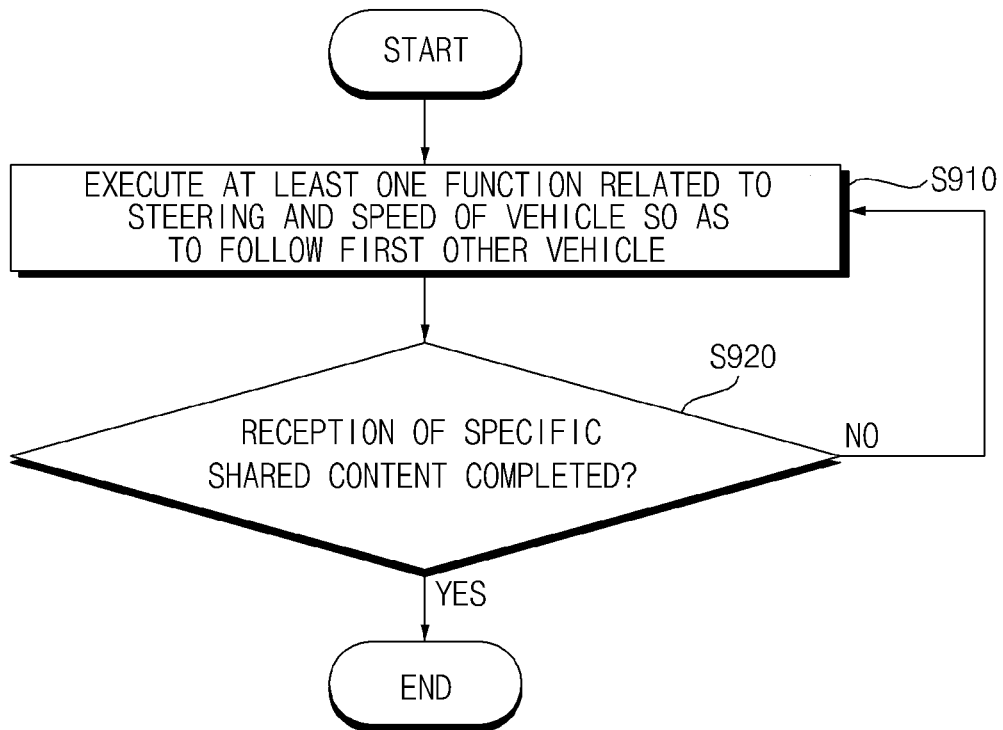 START
EXECUTE AT LEAST ONE FUNCTION RELATED TO
STEERING AND SPEED OF VEHICLE SO AS
TO FOLLOW FIRST OTHER VEHICLE
S910
S920
RECEPTION OF SPECIFIC
SHARED CONTENT COMPLETED?
NO
YES
END